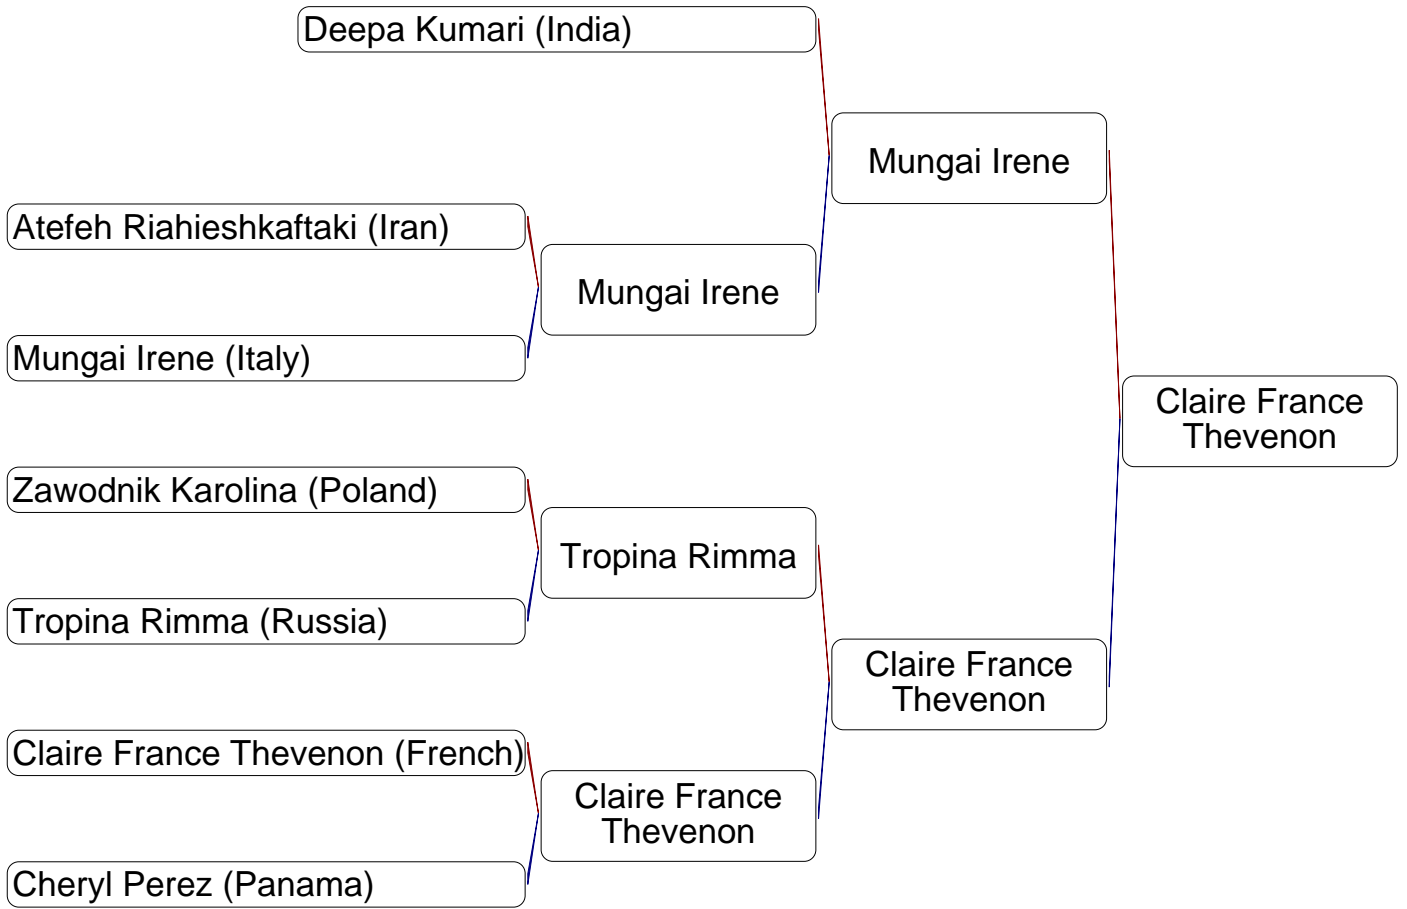 Deepa Kumari (India)
Mungai Irene
Atefeh Riahieshkaftaki (Iran)
Mungai Irene
Mungai Irene (Italy)
Claire France
Thevenon
Zawodnik Karolina (Poland)
Tropina Rimma
Tropina Rimma (Russia)
Claire France
Thevenon
Claire France Thevenon (French)
Claire France
Thevenon
Cheryl Perez (Panama)